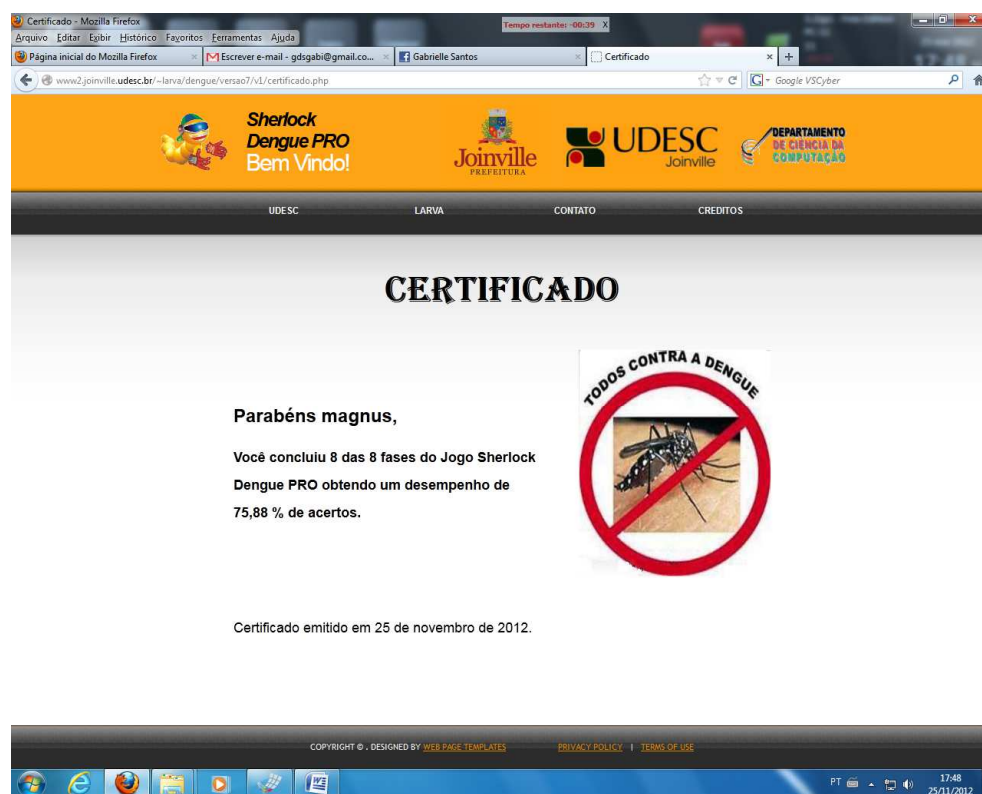 Certificado - Mozilla Firefox
Tempo restante: -00:39 X
Arquivo Editar Exibir Histórico Favoritos Ferramentas Ajuda
Página inicial do Mozilla Firefox
Escrever e-mail - gdsgabi@gmail.co...
Gabrielle Santos
Certificado
www2.joinville.udesc.br/~larva/dengue/versao7/v1/certificado.php
Google VSCyber
Sherlock
Dengue PRO
Bem Vindo!
Joinville
PREFEITURA
UDESC
Joinville
DEPARTAMENTO
DE CIÊNCIA DA
COMPUTAÇÃO
UDESC LARVA CONTATO CREDITOS
CERTIFICADO
TODOS CONTRA A DENGUE
Parabéns magnus,
Você concluiu 8 das 8 fases do Jogo Sherlock
Dengue PRO obtendo um desempenho de
75,88 % de acertos.
Certificado emitido em 25 de novembro de 2012.
COPYRIGHT © . DESIGNED BY WEB PAGE TEMPLATES PRIVACY POLICY | TERMS OF USE
PT
17:48
25/11/2012